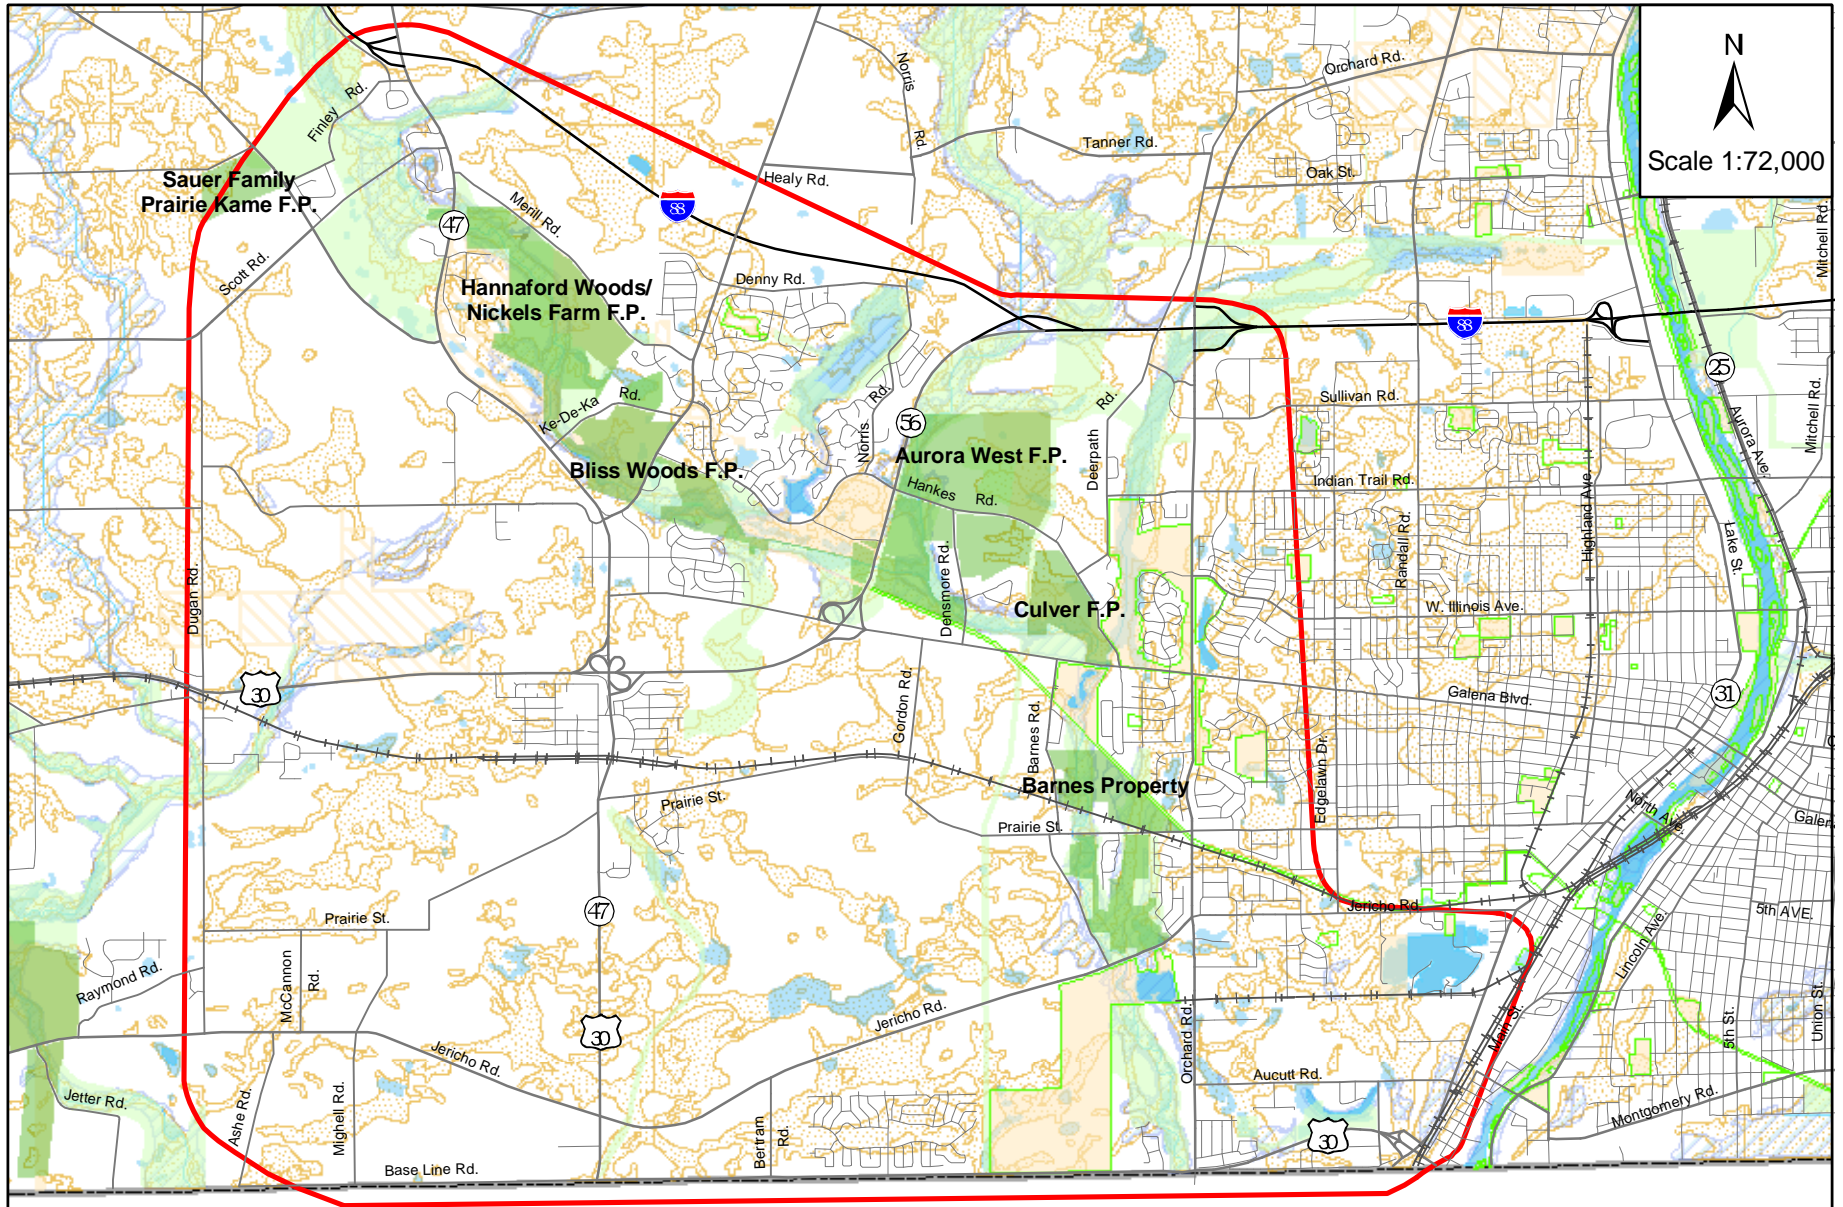 N
Scale 1:72,000
Norris
Rd.
Orchard Rd.
Finley Rd.
Tanner Rd.
Oak St.
Healy Rd.
Sauer Family
Prairie Kame F.P.
Merill Rd.
88
47
Mitchell Rd.
Scott Rd.
Denny Rd.
Hannaford Woods/
Nickels Farm F.P.
88
25
Sullivan Rd.
Ke-De-Ka Rd.
Norris Rd.
56
Deerpath Rd.
Aurora Ave.
Mitchell Rd.
Bliss Woods F.P.
Aurora West F.P.
Hankes Rd.
Indian Trail Rd.
Randall Rd.
Highland Ave.
Lake St.
Dugan Rd.
Densmore Rd.
Culver F.P.
W. Illinois Ave.
30
Gordon Rd.
Barnes Rd.
Galena Blvd.
31
Edgelawn Dr.
Barnes Property
Prairie St.
Prairie St.
North Ave.
Galen
Prairie St.
47
Jericho Rd.
5th AVE.
Raymond Rd.
McCannon
Rd.
Lincoln Ave.
Jericho Rd.
30
Orchard Rd.
Main St.
5th St.
Union St.
Jericho Rd.
Jetter Rd.
Ashe Rd.
Mighell Rd.
Aucutt Rd.
Montgomery Rd.
Bertram
Rd.
30
Base Line Rd.